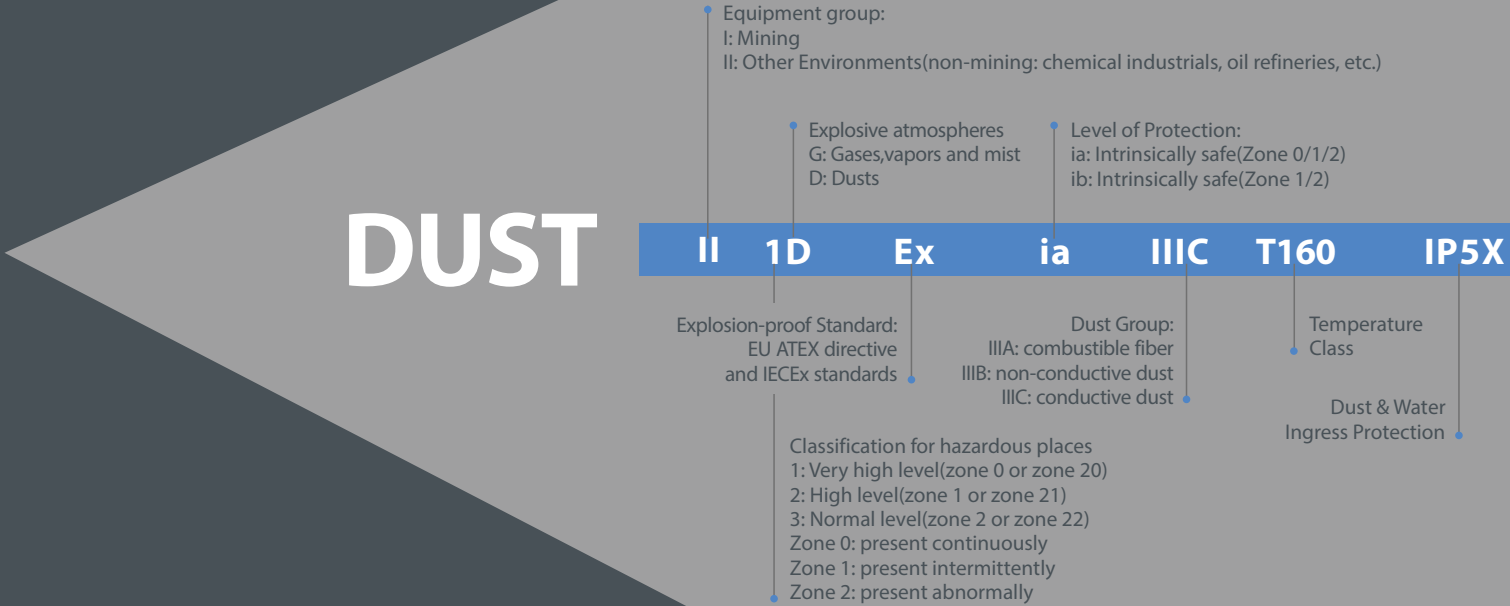 Equipment group:
I: Mining
II: Other Environments(non-mining: chemical industrials, oil refineries, etc.)
Explosive atmospheres
G: Gases,vapors and mist
D: Dusts
Level of Protection:
ia: Intrinsically safe(Zone 0/1/2)
ib: Intrinsically safe(Zone 1/2)
DUST
II 1D Ex ia IIIC T160 IP5X
Explosion-proof Standard:
EU ATEX directive
and IECEx standards
Dust Group:
IIIA: combustible fiber
IIIB: non-conductive dust
IIIC: conductive dust
Temperature
Class
Dust & Water
Ingress Protection
Classification for hazardous places
1: Very high level(zone 0 or zone 20)
2: High level(zone 1 or zone 21)
3: Normal level(zone 2 or zone 22)
Zone 0: present continuously
Zone 1: present intermittently
Zone 2: present abnormally